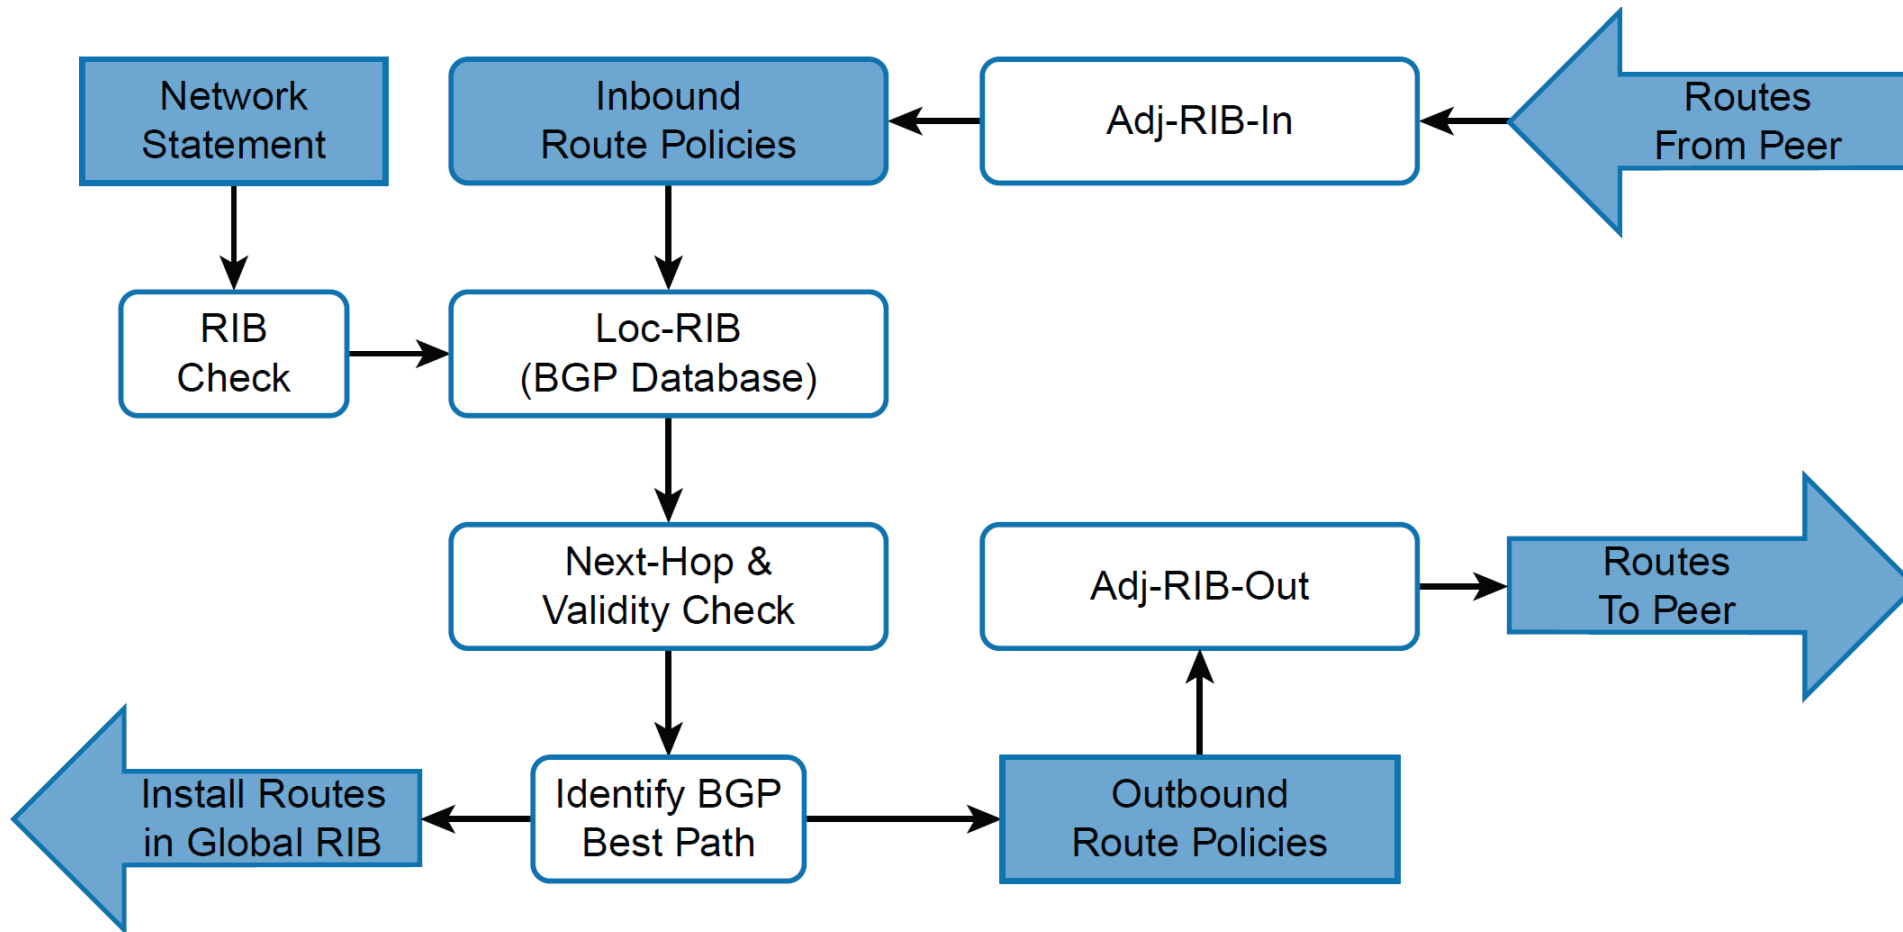 Network
Statement
Inbound
Route Policies
Adj-RIB-In
Routes
From Peer
RIB
Check
Loc-RIB
(BGP Database)
Next-Hop &
Validity Check
Adj-RIB-Out
Routes
To Peer
Install Routes
in Global RIB
Identify BGP
Best Path
Outbound
Route Policies